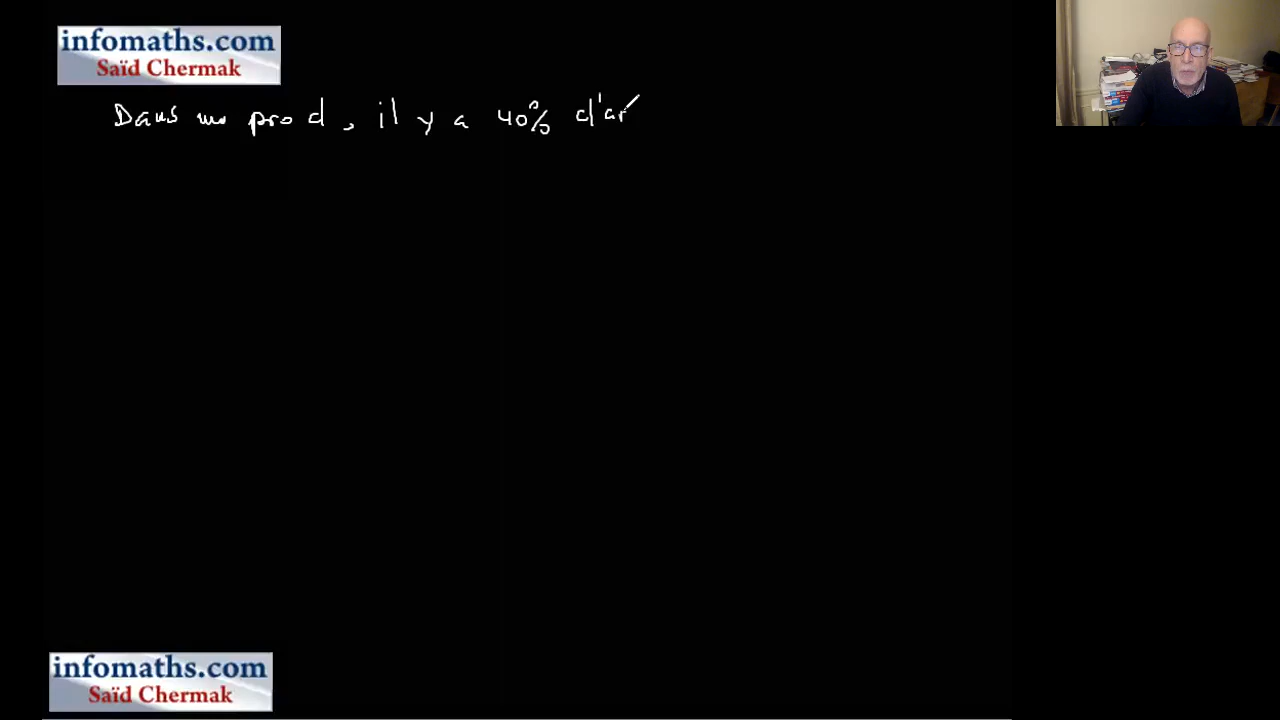 infomaths.com
Saïd Chermak
Dans une prod, il y a 40% d'ar
infomaths.com
Saïd Chermak